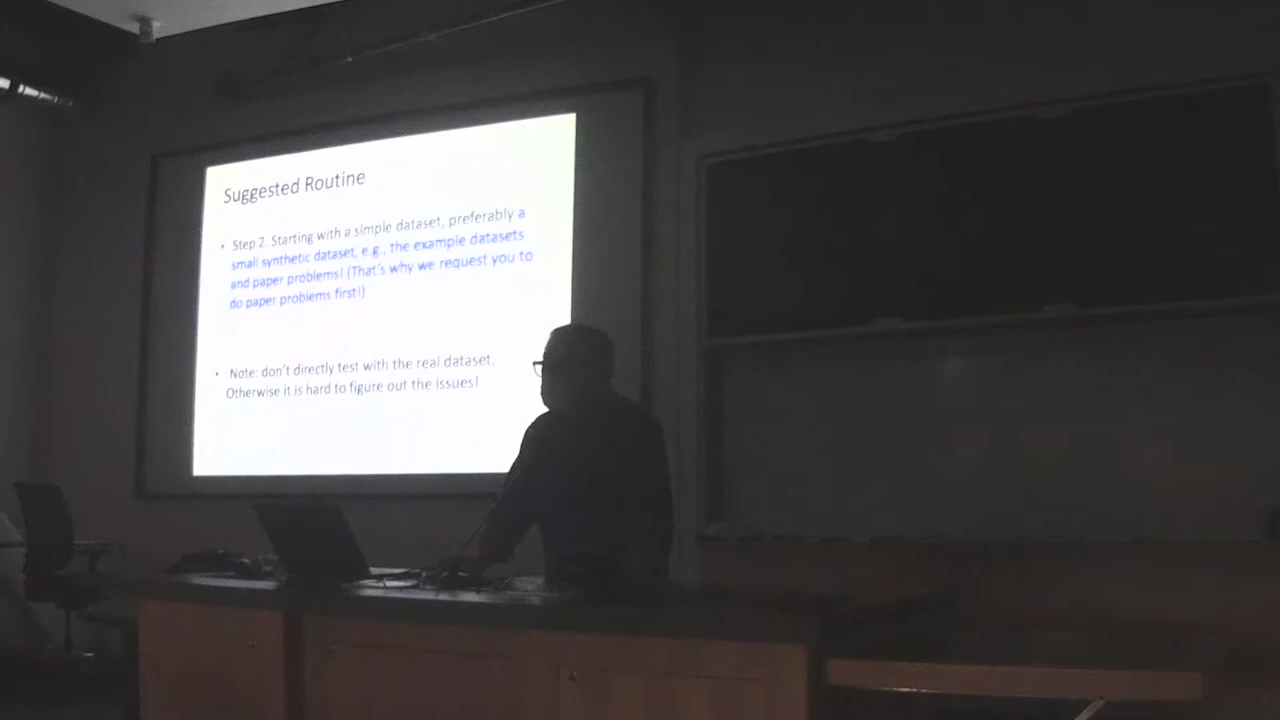 Suggested Routine
• Step 2. Starting with a simple dataset, preferably a
small synthetic dataset, e.g., the example datasets
and paper problems! (That's why we request you to
do paper problems first!)
• Note: don't directly test with the real dataset.
Otherwise it is hard to figure out the issues!